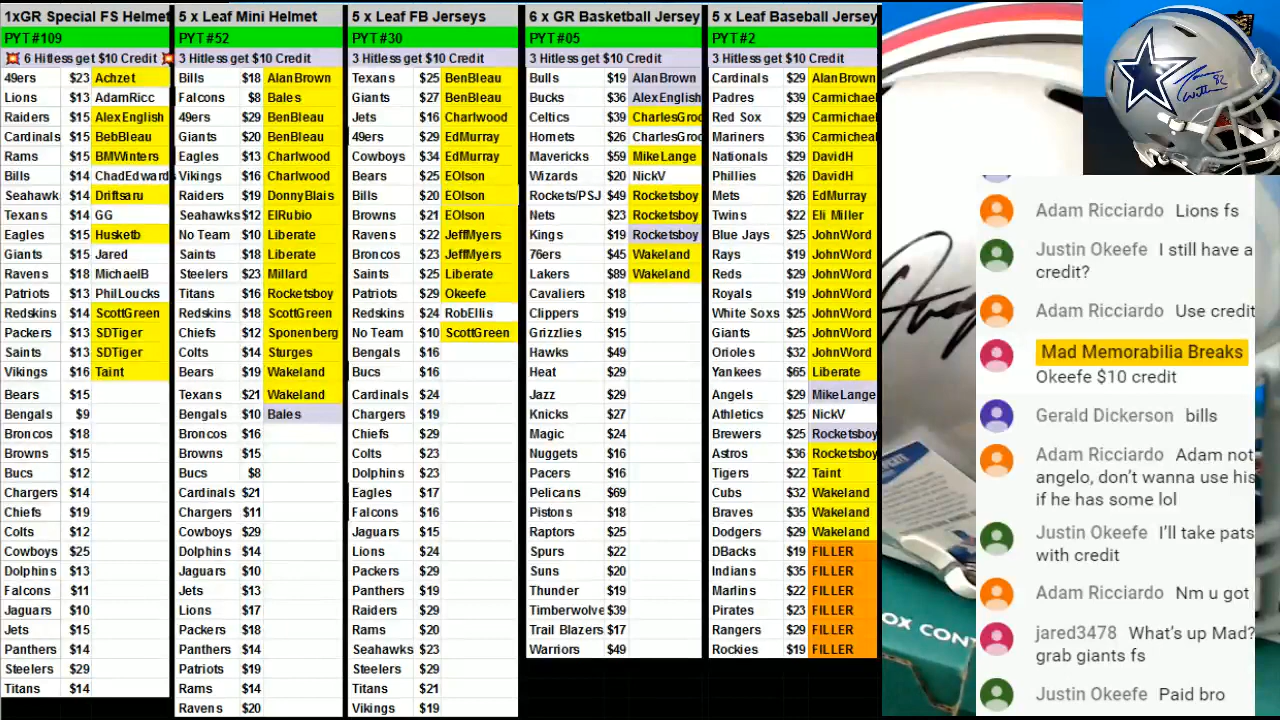 1xGR Special FS Helmet
PYT #109
💥 6 Hitless get $10 Credit 💥
49ers $23 Achzet
Lions $13 AdamRicc
Raiders $15 AlexEnglish
Cardinals $15 BebBleau
Rams $15 BMWinters
Bills $14 ChadEdward
Seahawk $14 Driftsaru
Texans $14 GG
Eagles $15 Husketb
Giants $15 Jared
Ravens $18 MichaelB
Patriots $13 PhilLoucks
Redskins $14 ScottGreen
Packers $13 SDTiger
Saints $13 SDTiger
Vikings $16 Taint
Bears $15
Bengals $9
Broncos $18
Browns $15
Bucs $12
Chargers $14
Chiefs $19
Colts $12
Cowboys $25
Dolphins $13
Falcons $11
Jaguars $10
Jets $15
Panthers $14
Steelers $29
Titans $14
5 x Leaf Mini Helmet
PYT #52
3 Hitless get $10 Credit
Bills $18 AlanBrown
Falcons $8 Bales
49ers $29 BenBleau
Giants $20 BenBleau
Eagles $13 Charlwood
Vikings $16 Charlwood
Raiders $19 DonnyBlais
Seahawks $12 ElRubio
No Team $10 Liberate
Saints $18 Liberate
Steelers $23 Millard
Titans $16 Rocketsboy
Redskins $18 ScottGreen
Chiefs $12 Sponenberg
Colts $14 Sturges
Bears $19 Wakeland
Texans $21 Wakeland
Bengals $10 Bales
Broncos $16
Browns $15
Bucs $8
Cardinals $21
Chargers $11
Cowboys $29
Dolphins $14
Jaguars $10
Jets $13
Lions $17
Packers $18
Panthers $14
Patriots $19
Rams $14
Ravens $20
5 x Leaf FB Jerseys
PYT #30
3 Hitless get $10 Credit
Texans $25 BenBleau
Giants $27 BenBleau
Jets $16 Charlwood
49ers $29 EdMurray
Cowboys $34 EdMurray
Bears $25 EOlson
Bills $20 EOlson
Browns $21 EOlson
Ravens $22 JeffMyers
Broncos $23 JeffMyers
Saints $25 Liberate
Patriots $29 Okeefe
Redskins $24 RobEllis
No Team $10 ScottGreen
Bengals $16
Bucs $16
Cardinals $24
Chargers $19
Chiefs $29
Colts $23
Dolphins $23
Eagles $17
Falcons $16
Jaguars $15
Lions $24
Packers $29
Panthers $19
Raiders $29
Rams $20
Seahawks $23
Steelers $29
Titans $21
Vikings $19
6 x GR Basketball Jersey
PYT #05
3 Hitless get $10 Credit
Bulls $19 AlanBrown
Bucks $36 AlexEnglish
Celtics $39 CharlesGroc
Hornets $26 CharlesGroc
Mavericks $59 MikeLange
Wizards $20 NickV
Rockets/PSJ $49 Rocketsboy
Nets $23 Rocketsboy
Kings $19 Rocketsboy
76ers $45 Wakeland
Lakers $89 Wakeland
Cavaliers $18
Clippers $19
Grizzlies $15
Hawks $49
Heat $29
Jazz $29
Knicks $27
Magic $24
Nuggets $16
Pacers $16
Pelicans $69
Pistons $18
Raptors $25
Spurs $22
Suns $20
Thunder $19
Timberwolve $39
Trail Blazers $17
Warriors $49
5 x Leaf Baseball Jersey
PYT #2
3 Hitless get $10 Credit
Cardinals $29 AlanBrown
Padres $39 Carmichael
Red Sox $29 Carmichael
Mariners $36 Carmicheal
Nationals $29 DavidH
Phillies $26 DavidH
Mets $26 EdMurray
Twins $22 Eli Miller
Blue Jays $25 JohnWord
Rays $19 JohnWord
Reds $29 JohnWord
Royals $19 JohnWord
White Soxs $25 JohnWord
Giants $25 JohnWord
Orioles $32 JohnWord
Yankees $65 Liberate
Angels $29 MikeLange
Athletics $25 NickV
Brewers $25 Rocketsboy
Astros $36 Rocketsboy
Tigers $22 Taint
Cubs $32 Wakeland
Braves $35 Wakeland
Dodgers $29 Wakeland
DBacks $19 FILLER
Indians $35 FILLER
Marlins $22 FILLER
Pirates $23 FILLER
Rangers $29 FILLER
Rockies $19 FILLER
OX CONT
Adam Ricciardo Lions fs
Justin Okeefe I still have a
credit?
Adam Ricciardo Use credit
Mad Memorabilia Breaks
Okeefe $10 credit
Gerald Dickerson bills
Adam Ricciardo Adam not
angelo, don't wanna use his
if he has some lol
Justin Okeefe I'll take pats
with credit
Adam Ricciardo Nm u got
jared3478 What's up Mad?
grab giants fs
Justin Okeefe Paid bro